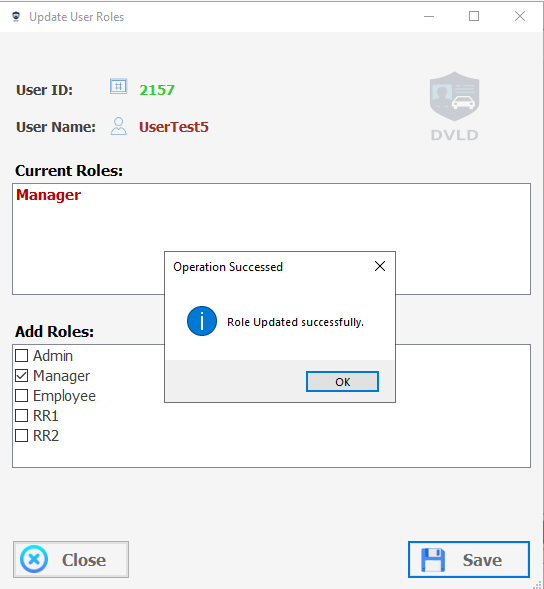 Update User Roles
User ID: 2157
DVLD
User Name: UserTest5
Current Roles:
Manager
Operation Successed
Role Updated successfully.
OK
Add Roles:
Admin
Manager
Employee
RR1
RR2
Close
Save